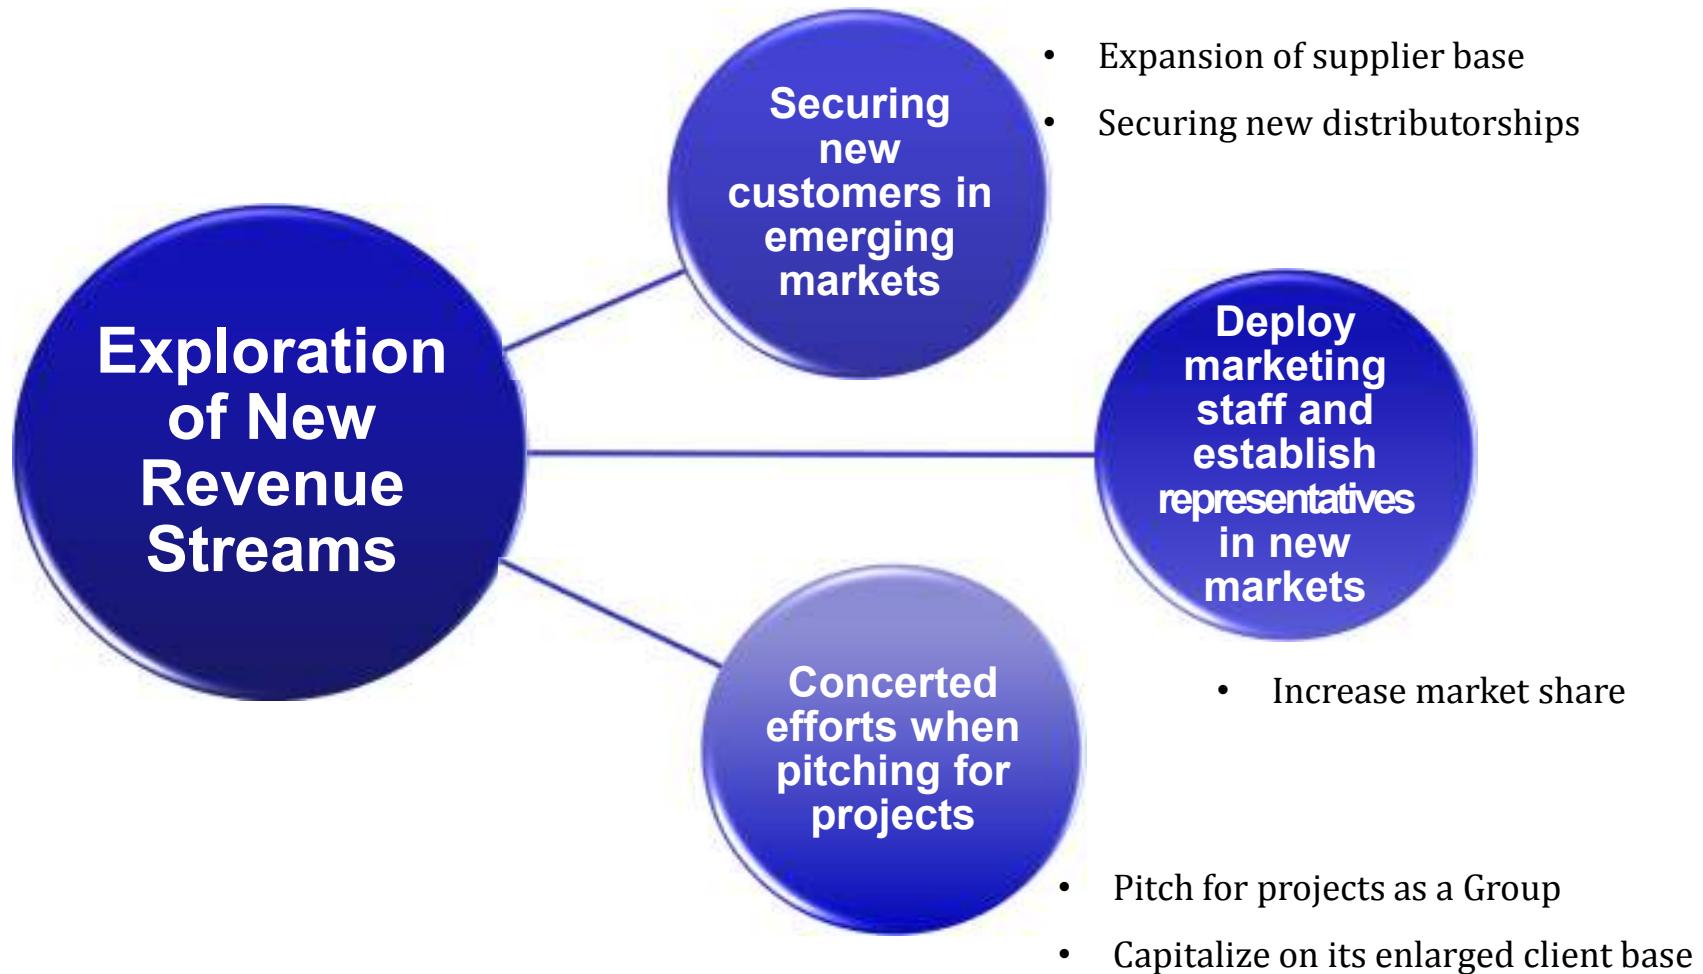 Exploration
of New
Revenue
Streams
Securing
new
customers in
emerging
markets
• Expansion of supplier base
• Securing new distributorships
Deploy
marketing
staff and
establish
representatives
in new
markets
• Increase market share
Concerted
efforts when
pitching for
projects
• Pitch for projects as a Group
• Capitalize on its enlarged client base